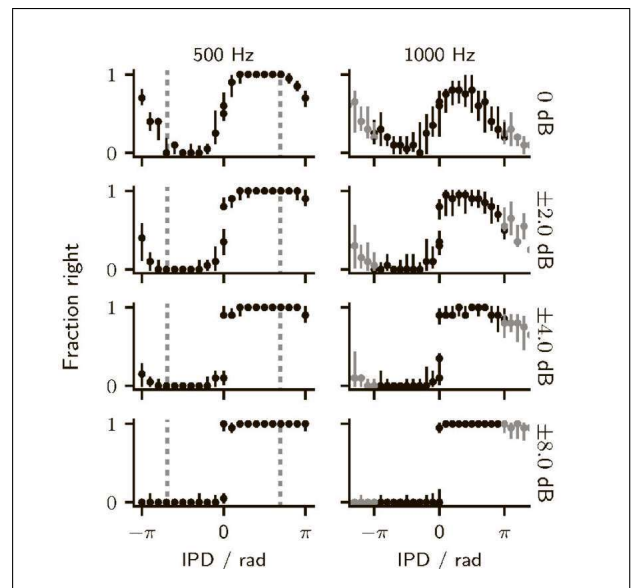 500 Hz 1000 Hz
1
0
0 dB
1
0
±2.0 dB
Fraction right
1
0
±4.0 dB
1
0
±8.0 dB
−π 0 π −π 0 π
IPD / rad IPD / rad